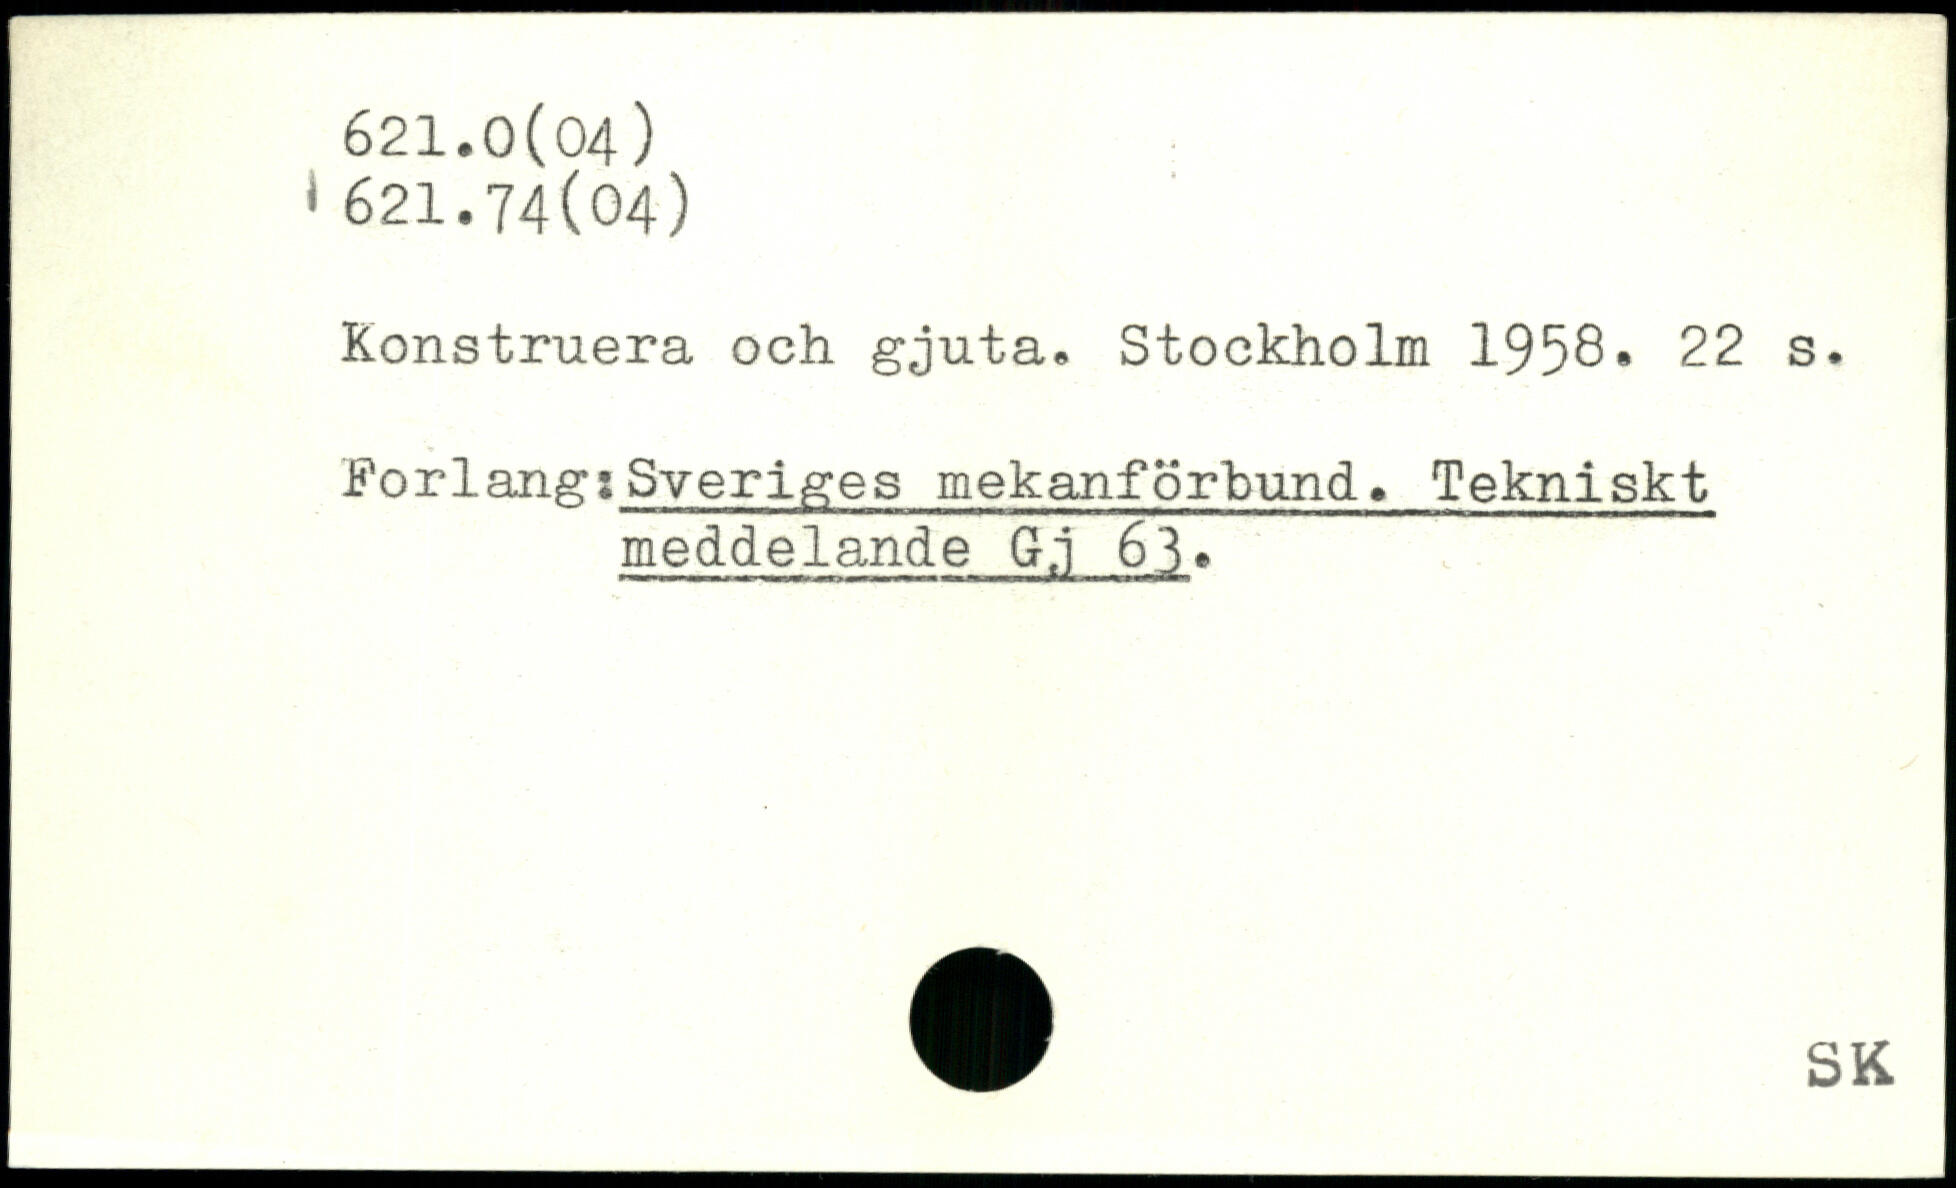 621.0(04)
621.74(04)
Konstruera och gjuta. Stockholm 1958. 22 s.
Forlang: Sveriges mekanförbund. Tekniskt
meddelande Gj 63.
SK